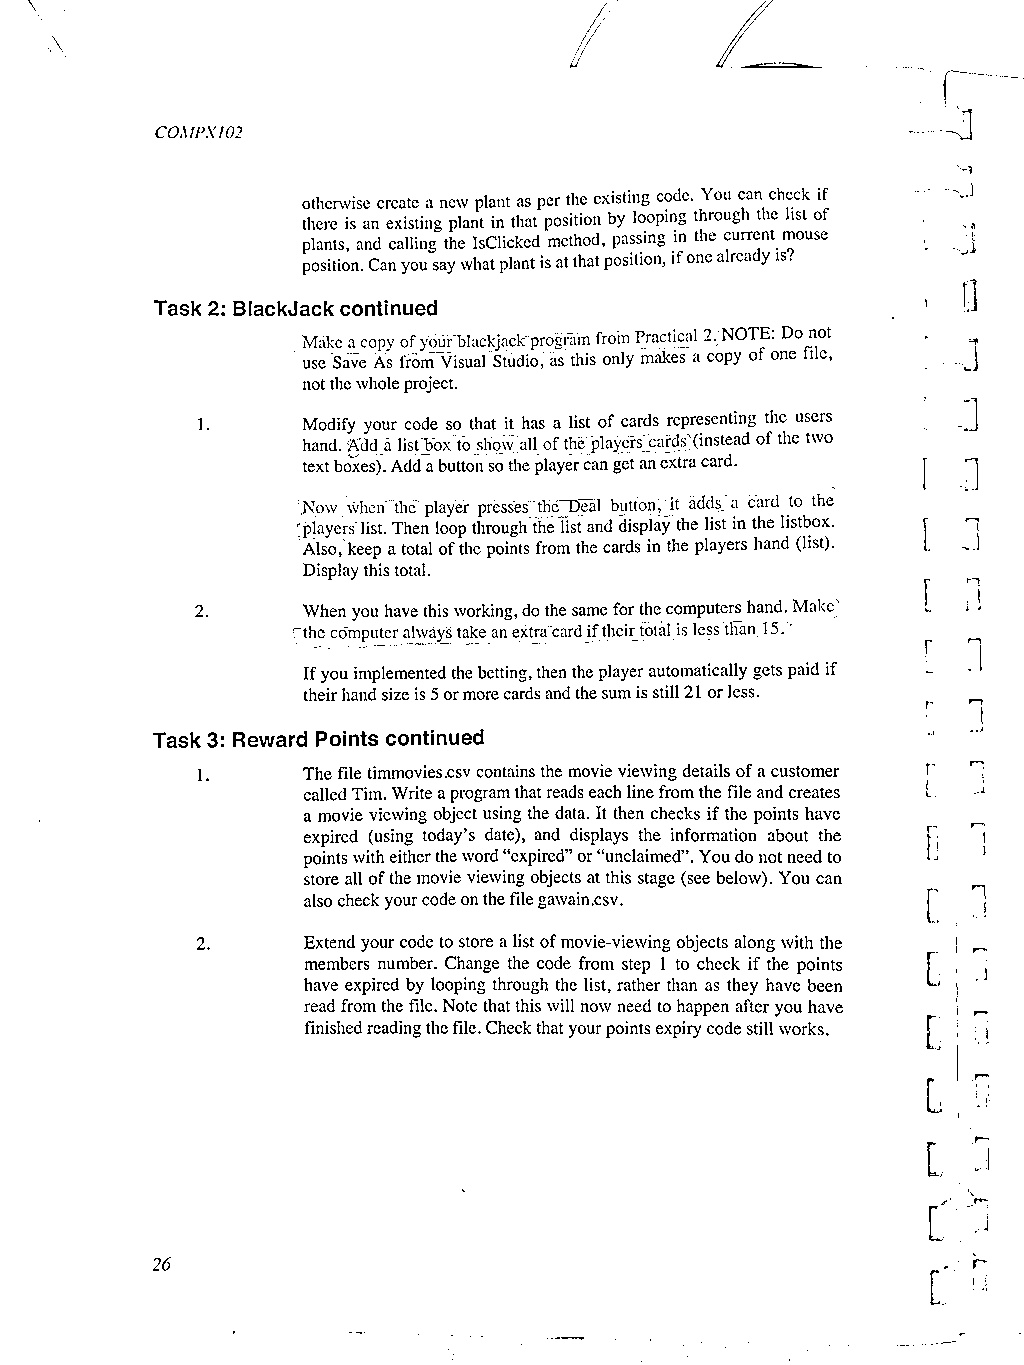 COMPX102
otherwise create a new plant as per the existing code. You can check if
there is an existing plant in that position by looping through the list of
plants, and calling the IsClicked method, passing in the current mouse
position. Can you say what plant is at that position, if one already is?
Task 2: BlackJack continued
Make a copy of your blackjack program from Practical 2. NOTE: Do not
use Save As from Visual Studio, as this only makes a copy of one file,
not the whole project.
1. Modify your code so that it has a list of cards representing the users
hand. Add a list box to show all of the players cards (instead of the two
text boxes). Add a button so the player can get an extra card.
Now when the player presses the Deal button, it adds a card to the
players list. Then loop through the list and display the list in the listbox.
Also, keep a total of the points from the cards in the players hand (list).
Display this total.
2. When you have this working, do the same for the computers hand. Make
the computer always take an extra card if their total is less than 15.
If you implemented the betting, then the player automatically gets paid if
their hand size is 5 or more cards and the sum is still 21 or less.
Task 3: Reward Points continued
1. The file timmovies.csv contains the movie viewing details of a customer
called Tim. Write a program that reads each line from the file and creates
a movie viewing object using the data. It then checks if the points have
expired (using today's date), and displays the information about the
points with either the word “expired” or “unclaimed”. You do not need to
store all of the movie viewing objects at this stage (see below). You can
also check your code on the file gawain.csv.
2. Extend your code to store a list of movie-viewing objects along with the
members number. Change the code from step 1 to check if the points
have expired by looping through the list, rather than as they have been
read from the file. Note that this will now need to happen after you have
finished reading the file. Check that your points expiry code still works.
26